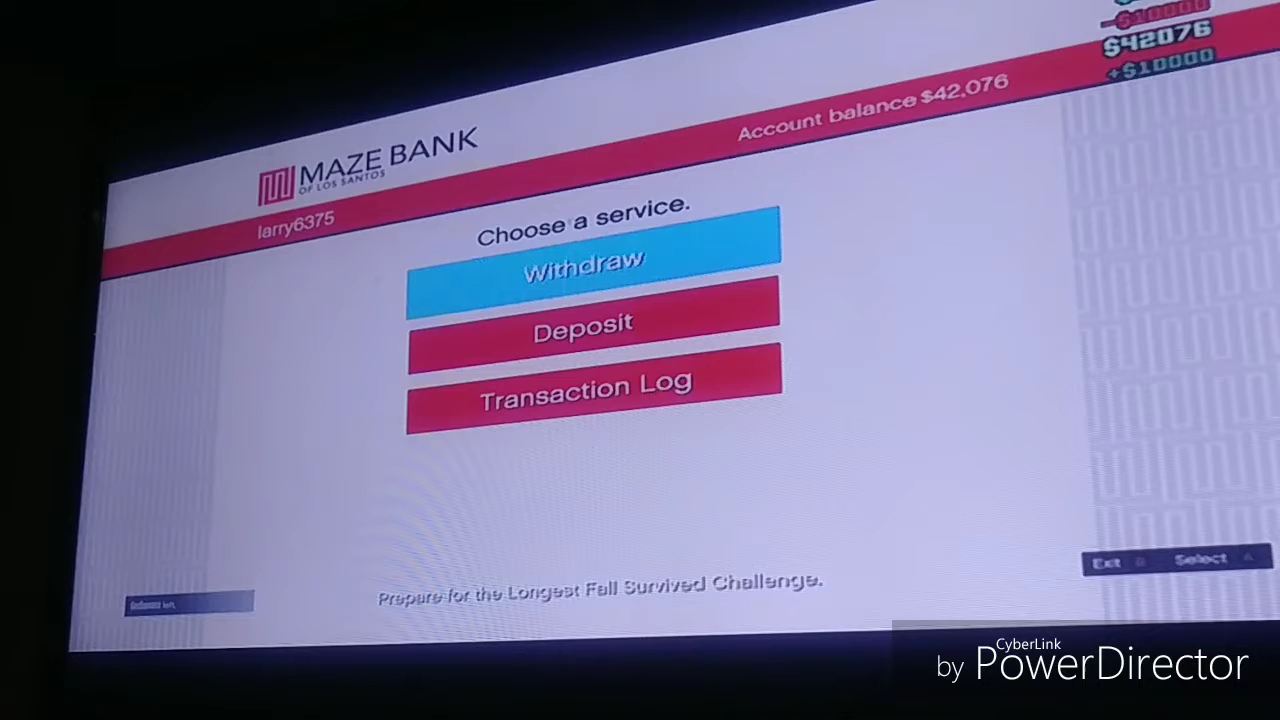 -$10000
$42076
+$10000
Account balance $42,076
MAZE BANK
OF LOS SANTOS
larry6375
Choose a service.
Withdraw
Deposit
Transaction Log
Prepare for the Longest Fall Survived Challenge.
left.
Exit
Select
CyberLink
by PowerDirector